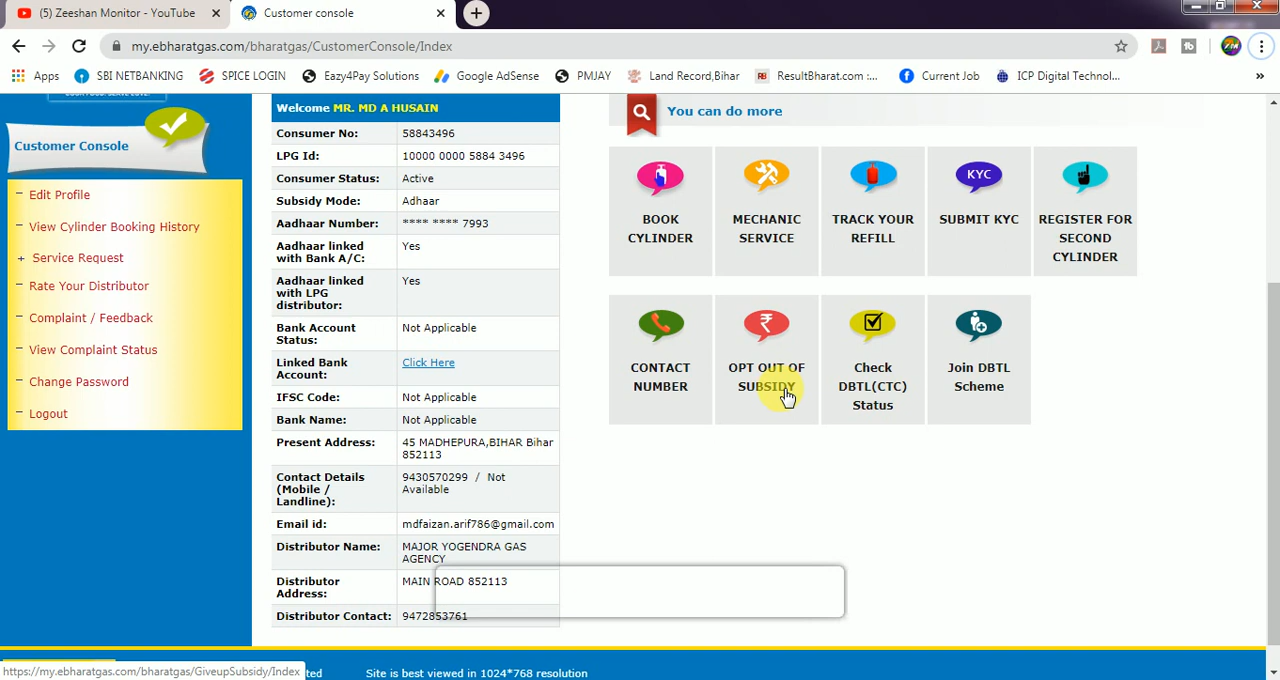 (5) Zeeshan Monitor - YouTube
Customer console
my.ebharatgas.com/bharatgas/CustomerConsole/Index
Apps
SBI NETBANKING
SPICE LOGIN
Eazy4Pay Solutions
Google AdSense
PMJAY
Land Record,Bihar
ResultBharat.com :...
Current Job
ICP Digital Technol...
»
Customer Console
Edit Profile
View Cylinder Booking History
+ Service Request
Rate Your Distributor
Complaint / Feedback
View Complaint Status
Change Password
Logout
Welcome MR. MD A HUSAIN
Consumer No: 58843496
LPG Id: 10000 0000 5884 3496
Consumer Status: Active
Subsidy Mode: Adhaar
Aadhaar Number: **** **** 7993
Aadhaar linked Yes
with Bank A/C:
Aadhaar linked Yes
with LPG
distributor:
Bank Account Not Applicable
Status:
Linked Bank Click Here
Account:
IFSC Code: Not Applicable
Bank Name: Not Applicable
Present Address: 45 MADHEPURA,BIHAR Bihar
852113
Contact Details 9430570299 / Not
(Mobile / Available
Landline):
Email id: mdfaizan.arif786@gmail.com
Distributor Name: MAJOR YOGENDRA GAS
AGENCY
Distributor MAIN ROAD 852113
Address:
Distributor Contact: 9472853761
You can do more
BOOK
CYLINDER
MECHANIC
SERVICE
TRACK YOUR
REFILL
KYC
SUBMIT KYC
REGISTER FOR
SECOND
CYLINDER
CONTACT
NUMBER
₹
OPT OUT OF
SUBSIDY
Check
DBTL(CTC)
Status
Join DBTL
Scheme
https://my.ebharatgas.com/bharatgas/GiveupSubsidy/Index
Site is best viewed in 1024*768 resolution